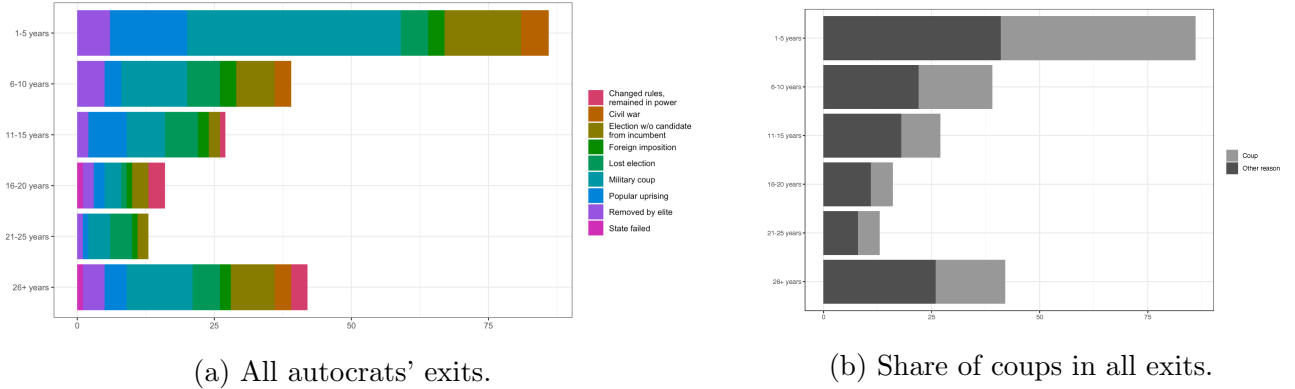 1-5 years
6-10 years
11-15 years
16-20 years
21-25 years
26+ years
0
25
50
75
Changed rules,
remained in power
Civil war
Election w/o candidate
from incumbent
Foreign imposition
Lost election
Military coup
Popular uprising
Removed by elite
State failed
(a) All autocrats' exits.
1-5 years
6-10 years
11-15 years
16-20 years
21-25 years
26+ years
0
25
50
75
Coup
Other reason
(b) Share of coups in all exits.